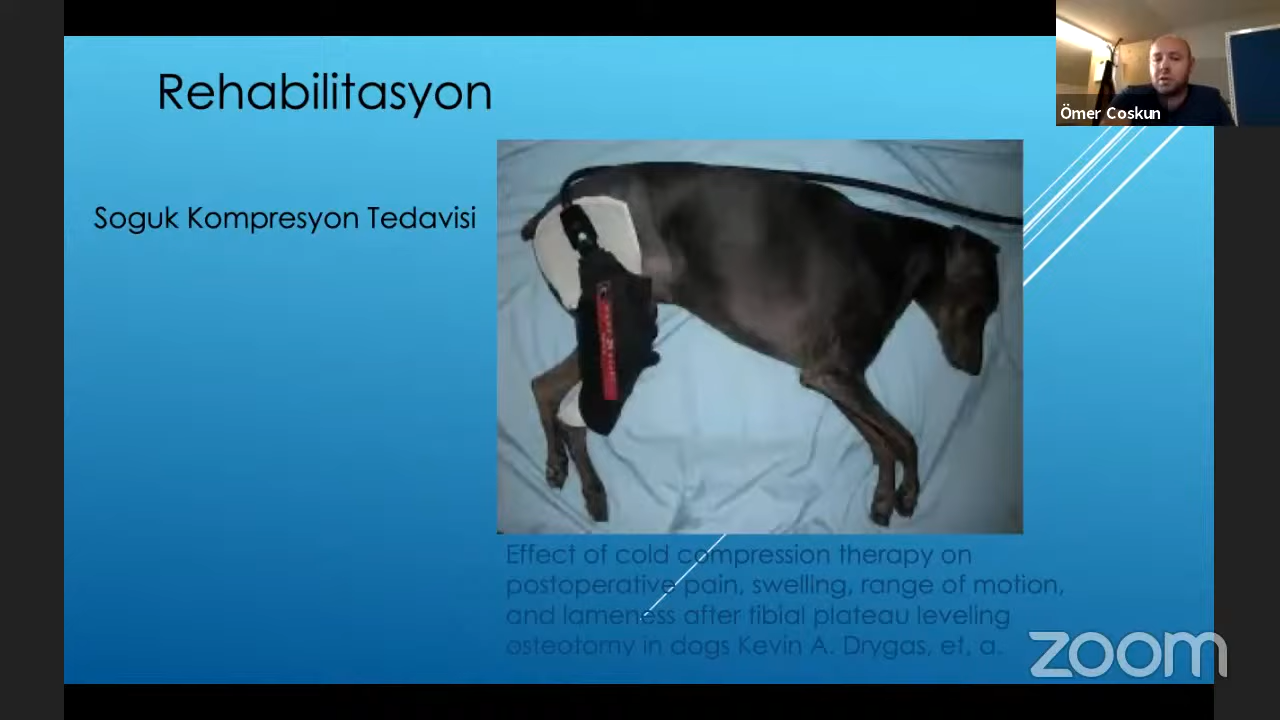 Rehabilitasyon
Ömer Coskun
Soguk Kompresyon Tedavisi
Effect of cold compression therapy on
postoperative pain, swelling, range of motion,
and lameness after tibial plateau leveling
osteotomy in dogs Kevin A. Drygas, et, a.
zoom